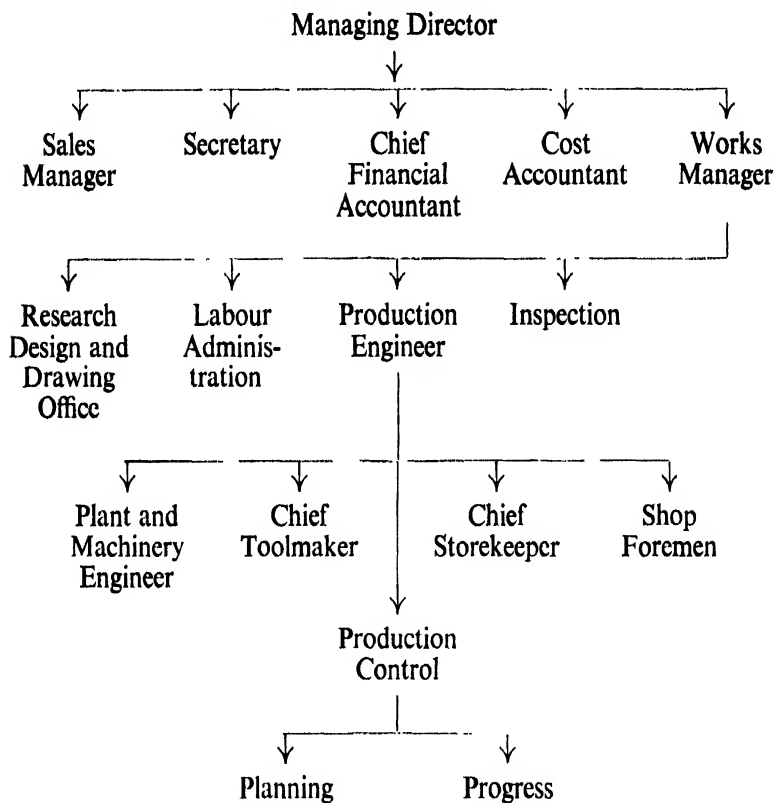 Managing Director
Sales Manager
Secretary
Chief Financial Accountant
Cost Accountant
Works Manager
Research Design and Drawing Office
Labour Adminis-tration
Production Engineer
Inspection
Plant and Machinery Engineer
Chief Toolmaker
Chief Storekeeper
Shop Foremen
Production Control
Planning
Progress